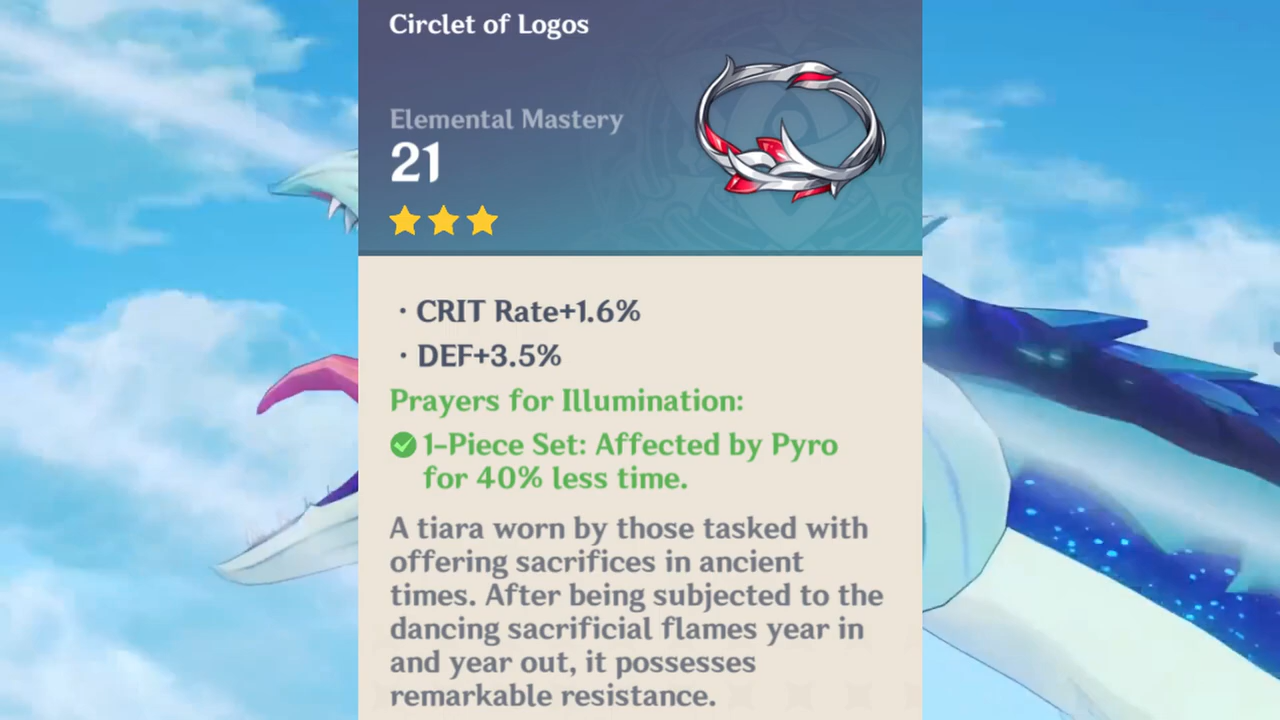 Circlet of Logos
Elemental Mastery
21
· CRIT Rate+1.6%
· DEF+3.5%
Prayers for Illumination:
1-Piece Set: Affected by Pyro
for 40% less time.
A tiara worn by those tasked with
offering sacrifices in ancient
times. After being subjected to the
dancing sacrificial flames year in
and year out, it possesses
remarkable resistance.